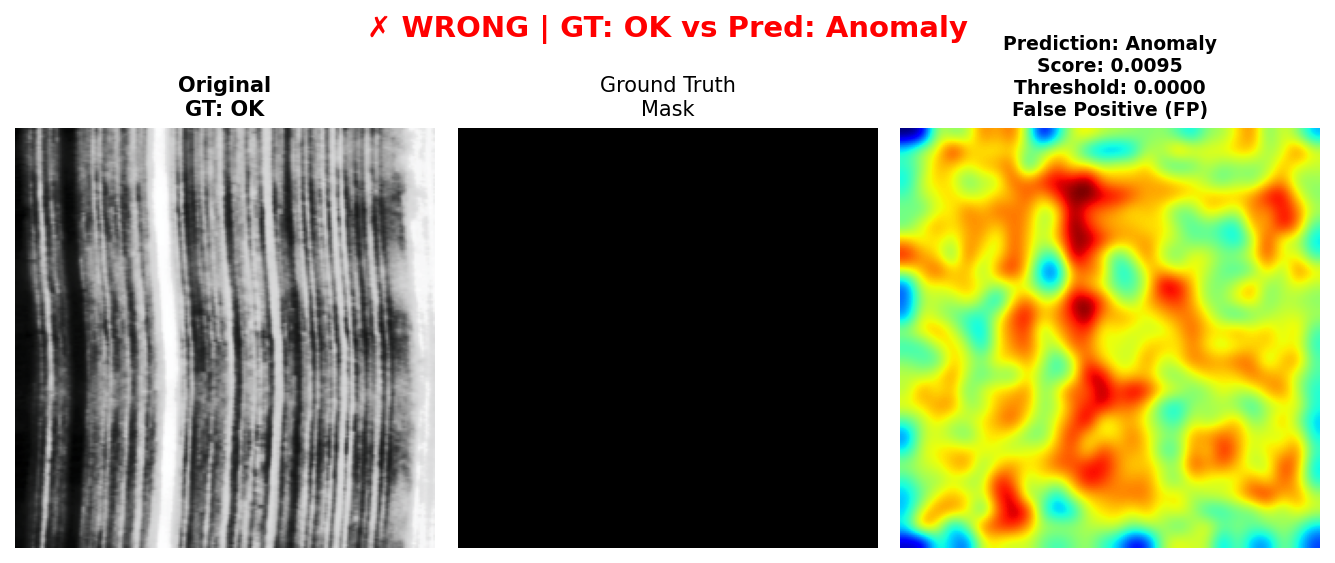 ✗ WRONG | GT: OK vs Pred: Anomaly
Original
GT: OK
Ground Truth
Mask
Prediction: Anomaly
Score: 0.0095
Threshold: 0.0000
False Positive (FP)